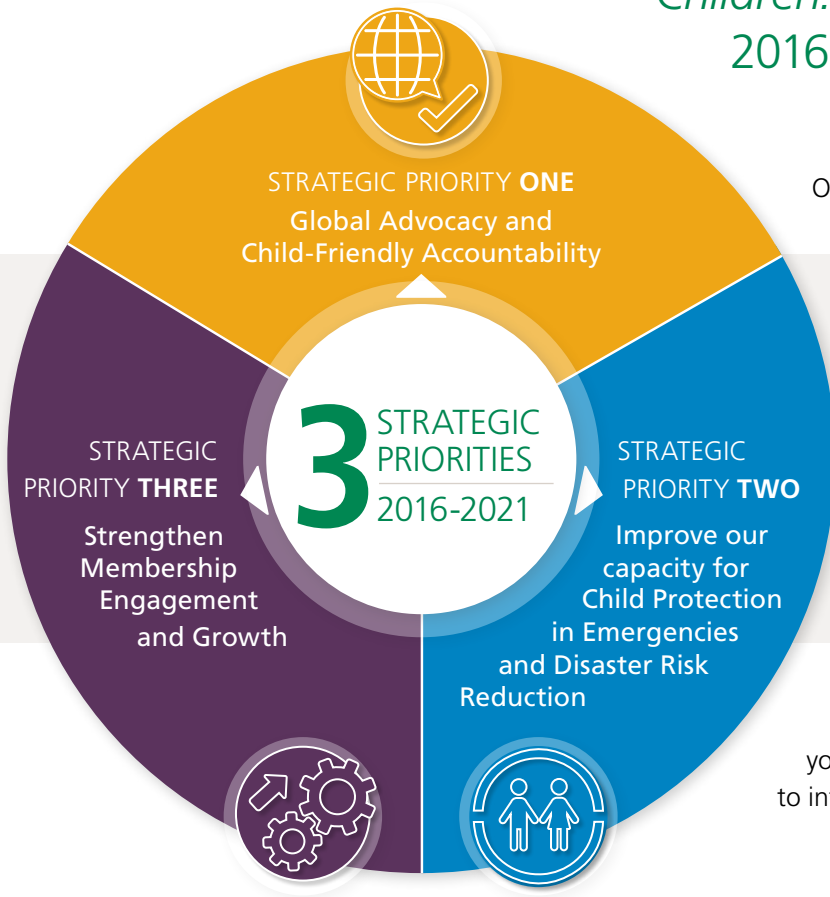 Children.
2016
STRATEGIC PRIORITY ONE
Global Advocacy and
Child-Friendly Accountability
3 STRATEGIC
PRIORITIES
2016-2021
STRATEGIC
PRIORITY TWO
Improve our
capacity for
Child Protection
in Emergencies
and Disaster Risk
Reduction
STRATEGIC
PRIORITY THREE
Strengthen
Membership
Engagement
and Growth
to